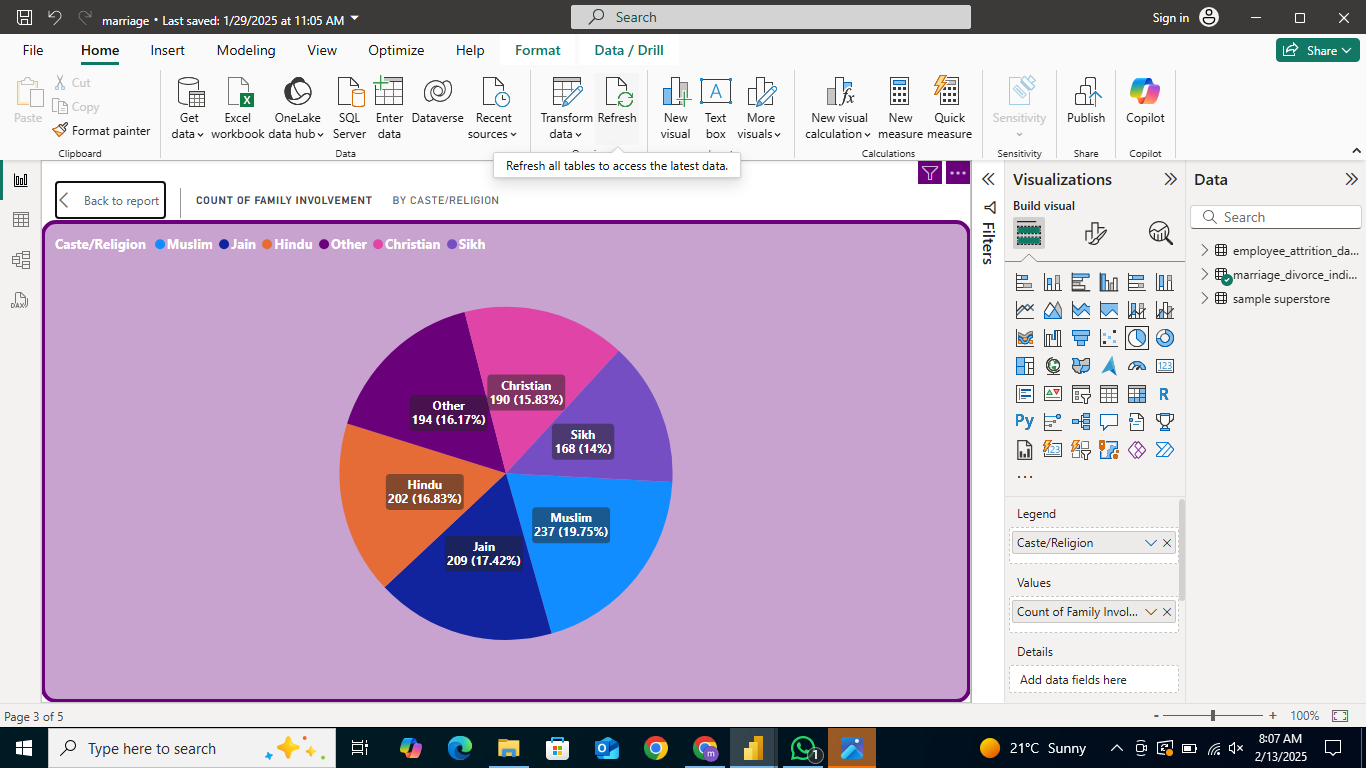 marriage • Last saved: 1/29/2025 at 11:05 AM
Search
Sign in
File
Home
Insert
Modeling
View
Optimize
Help
Format
Data / Drill
Share
Paste
Cut
Copy
Format painter
Clipboard
Get data
Excel workbook
OneLake data hub
SQL Server
Enter data
Dataverse
Recent sources
Data
Transform data
Refresh
New visual
Text box
More visuals
New visual calculation
New measure
Quick measure
Calculations
Sensitivity
Sensitivity
Publish
Share
Copilot
Copilot
Refresh all tables to access the latest data.
Back to report
COUNT OF FAMILY INVOLVEMENT
BY CASTE/RELIGION
Caste/Religion Muslim Jain Hindu Other Christian Sikh
Christian
190 (15.83%)
Other
194 (16.17%)
Sikh
168 (14%)
Hindu
202 (16.83%)
Muslim
237 (19.75%)
Jain
209 (17.42%)
Filters
Visualizations
Build visual
123
R
Py
123
...
Legend
Caste/Religion
Values
Count of Family Invol...
Details
Add data fields here
Data
Search
employee_attrition_da...
marriage_divorce_indi...
sample superstore
DAX
Page 3 of 5
- + 100%
Type here to search
m
1
21°C Sunny
8:07 AM
2/13/2025